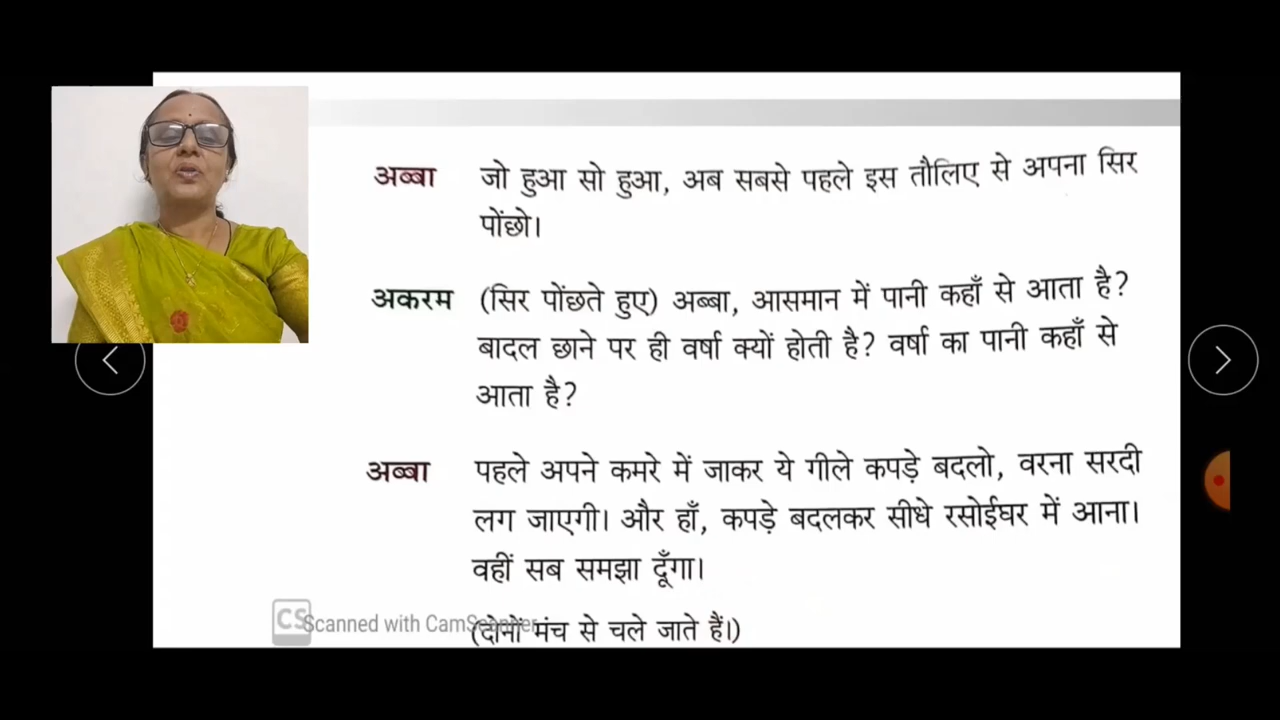 अब्बा जो हुआ सो हुआ, अब सबसे पहले इस तौलिए से अपना सिर
पोंछो।
अकरम (सिर पोंछते हुए) अब्बा, आसमान में पानी कहाँ से आता है?
बादल छाने पर ही वर्षा क्यों होती है? वर्षा का पानी कहाँ से
आता है?
अब्बा पहले अपने कमरे में जाकर ये गीले कपड़े बदलो, वरना सरदी
लग जाएगी। और हाँ, कपड़े बदलकर सीधे रसोईघर में आना।
वहीं सब समझा दूँगा।
CS Scanned with CamScanner
(दोनों मंच से चले जाते हैं।)